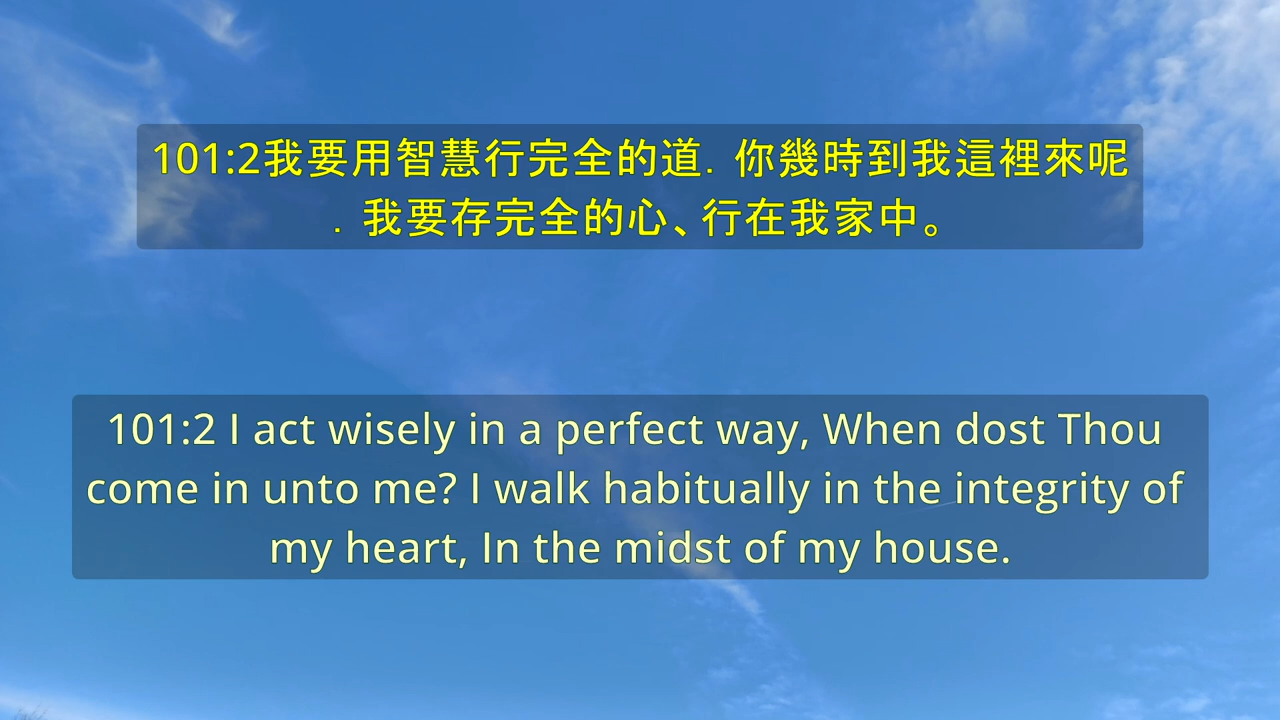 101:2我要用智慧行完全的道．你幾時到我這裡來呢
．我要存完全的心、行在我家中。
101:2 I act wisely in a perfect way, When dost Thou
come in unto me? I walk habitually in the integrity of
my heart, In the midst of my house.